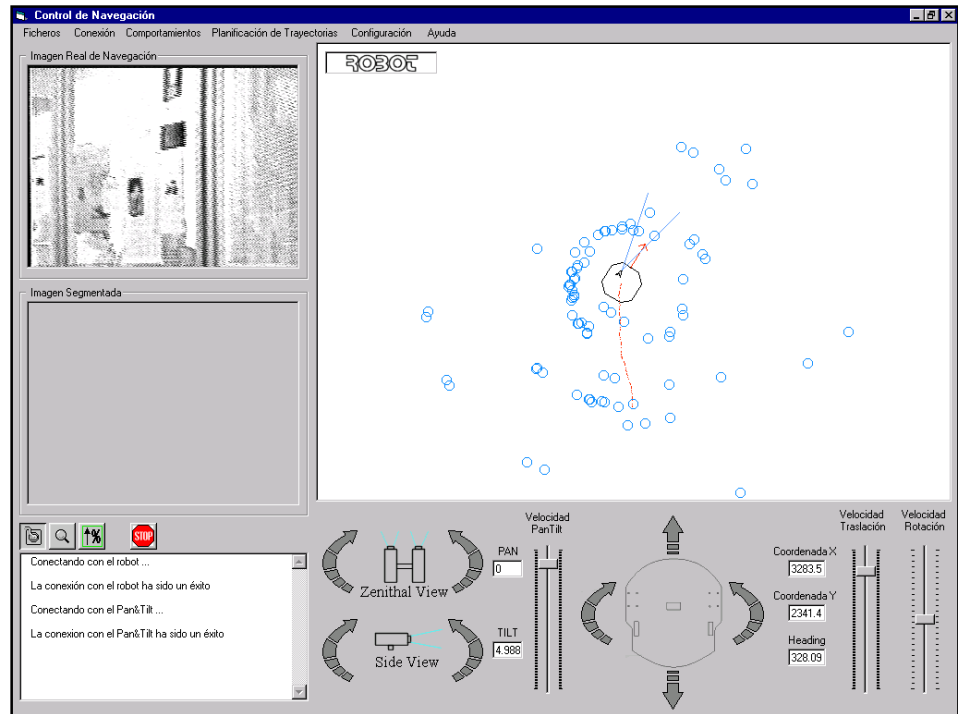 Control de Navegación
Ficheros Conexión Comportamientos Planificación de Trayectorias Configuración Ayuda
Imagen Real de Navegación
ROBOT
Imagen Segmentada
STOP
Conectando con el robot ...
La conexión con el robot ha sido un éxito
Conectando con el Pan&Tilt ...
La conexion con el Pan&Tilt ha sido un éxito
Zenithal View
Side View
PAN
0
TILT
4.988
Velocidad
PanTilt
Coordenada X
3283.5
Coordenada Y
2341.4
Heading
328.09
Velocidad
Traslación
Velocidad
Rotación